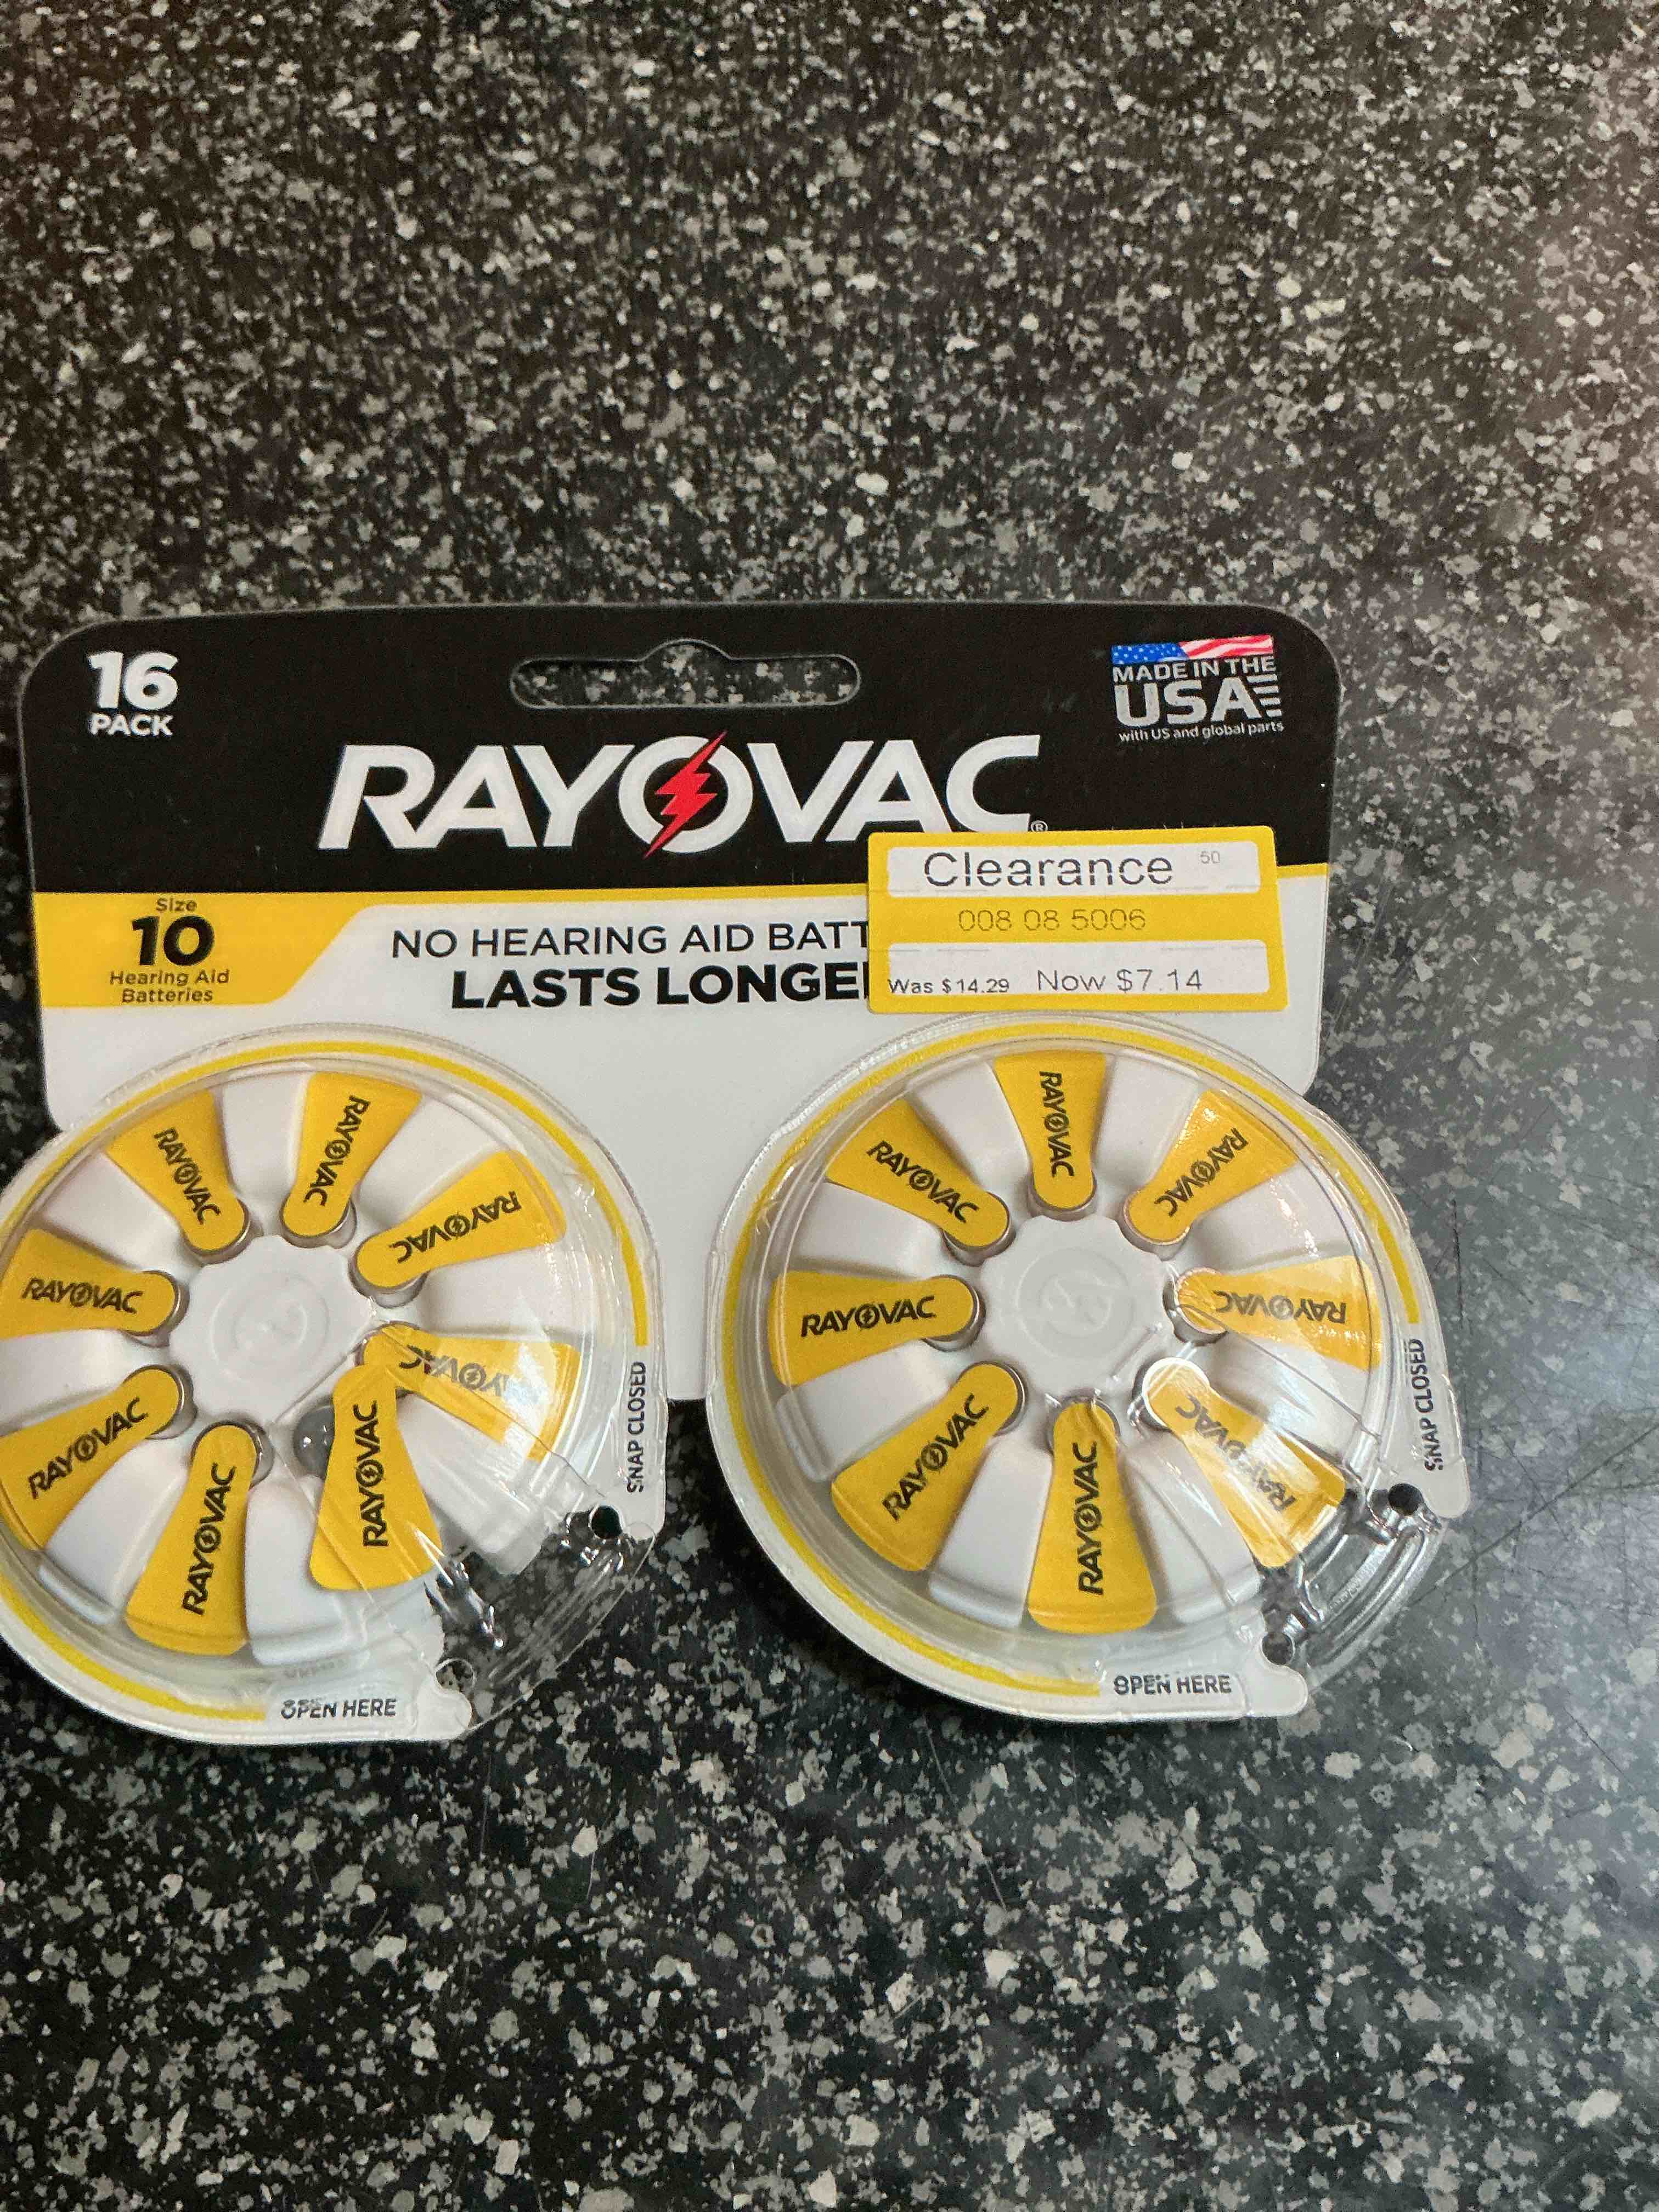 16
PACK
MADE IN THE
USA
with US and global parts
RAYOVAC®
Clearance 50
008 08 5006
Was $14.29 Now $7.14
Size
10
Hearing Aid
Batteries
NO HEARING AID BATT
LASTS LONGE
RAYOVAC
RAYOVAC
RAYOVAC
RAYOVAC
RAYOVAC
RAYOVAC
RAYOVAC
SNAP CLOSED
OPEN HERE
RAYOVAC
RAYOVAC
RAYOVAC
RAYOVAC
RAYOVAC
RAYOVAC
RAYOVAC
RAYOVAC
SNAP CLOSED
OPEN HERE